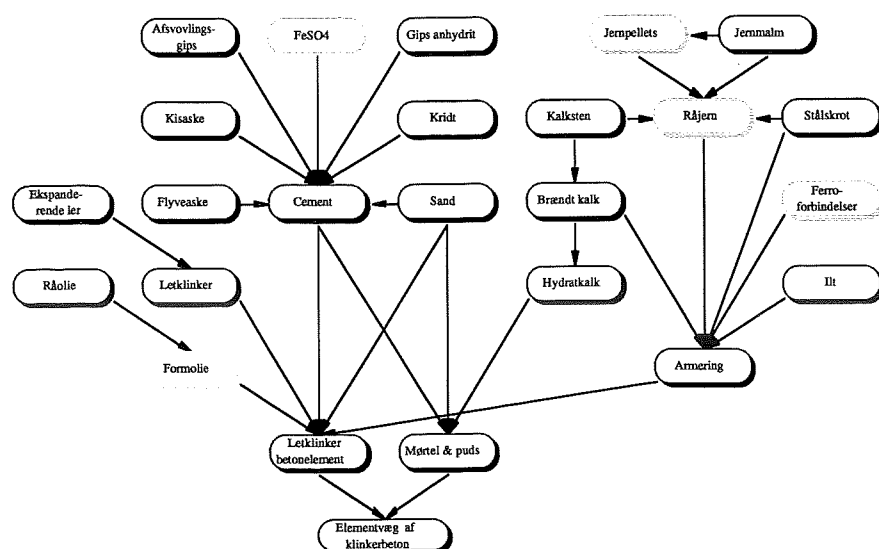 Afsvovlings-
gips
FeSO4
Gips anhydrit
Jernpellets
Jernmalm
Kisaske
Kridt
Kalksten
Råjern
Stålskrot
Ekspande-
rende ler
Flyveaske
Cement
Sand
Brændt kalk
Ferro-
forbindelser
Råolie
Letklinker
Hydratkalk
Ilt
Formolie
Armering
Letklinker
betonelement
Mørtel & puds
Elementvæg af
klinkerbeton